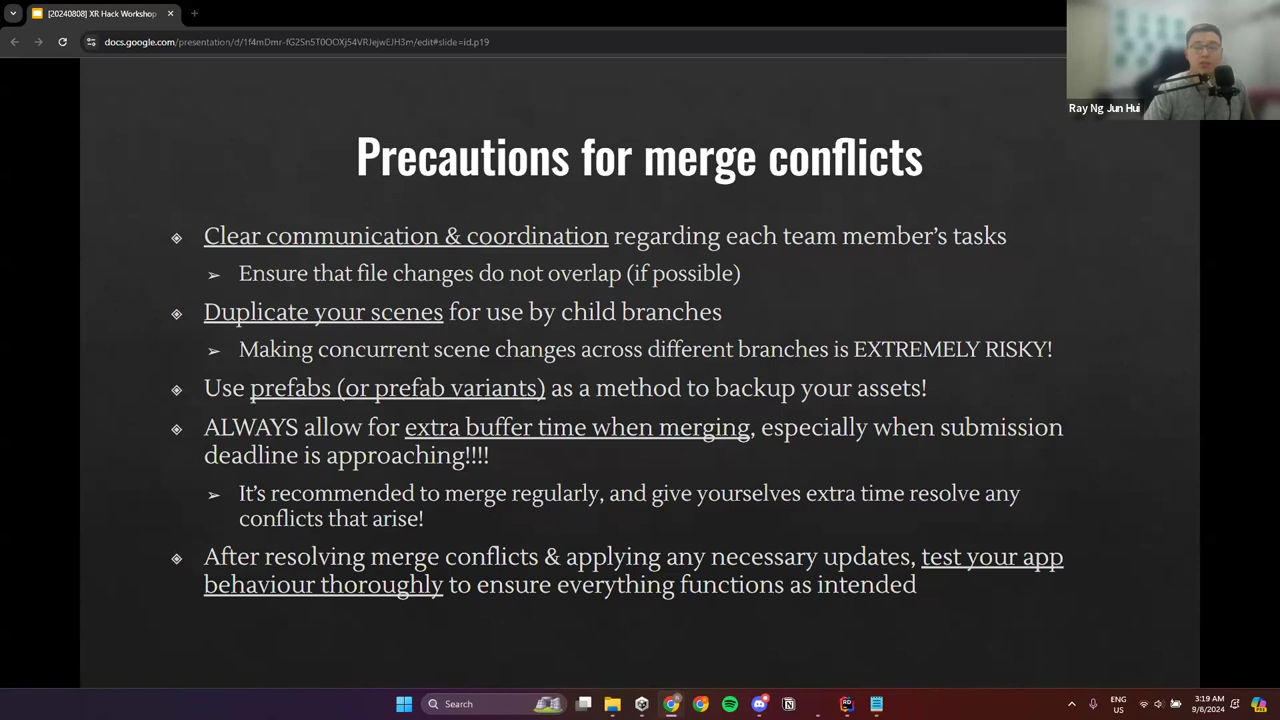 [20240808] XR Hack Workshop
docs.google.com/presentation/d/1f4mDmr-fG2Sn5T0OOXj54VRJejwEJH3m/edit#slide=id.p19
Ray Ng Jun Hui
Precautions for merge conflicts
Clear communication & coordination regarding each team member's tasks
Ensure that file changes do not overlap (if possible)
Duplicate your scenes for use by child branches
Making concurrent scene changes across different branches is EXTREMELY RISKY!
Use prefabs (or prefab variants) as a method to backup your assets!
ALWAYS allow for extra buffer time when merging, especially when submission
deadline is approaching!!!!
It's recommended to merge regularly, and give yourselves extra time resolve any
conflicts that arise!
After resolving merge conflicts & applying any necessary updates, test your app
behaviour thoroughly to ensure everything functions as intended
Search
ENG
US
3:19 AM
9/8/2024